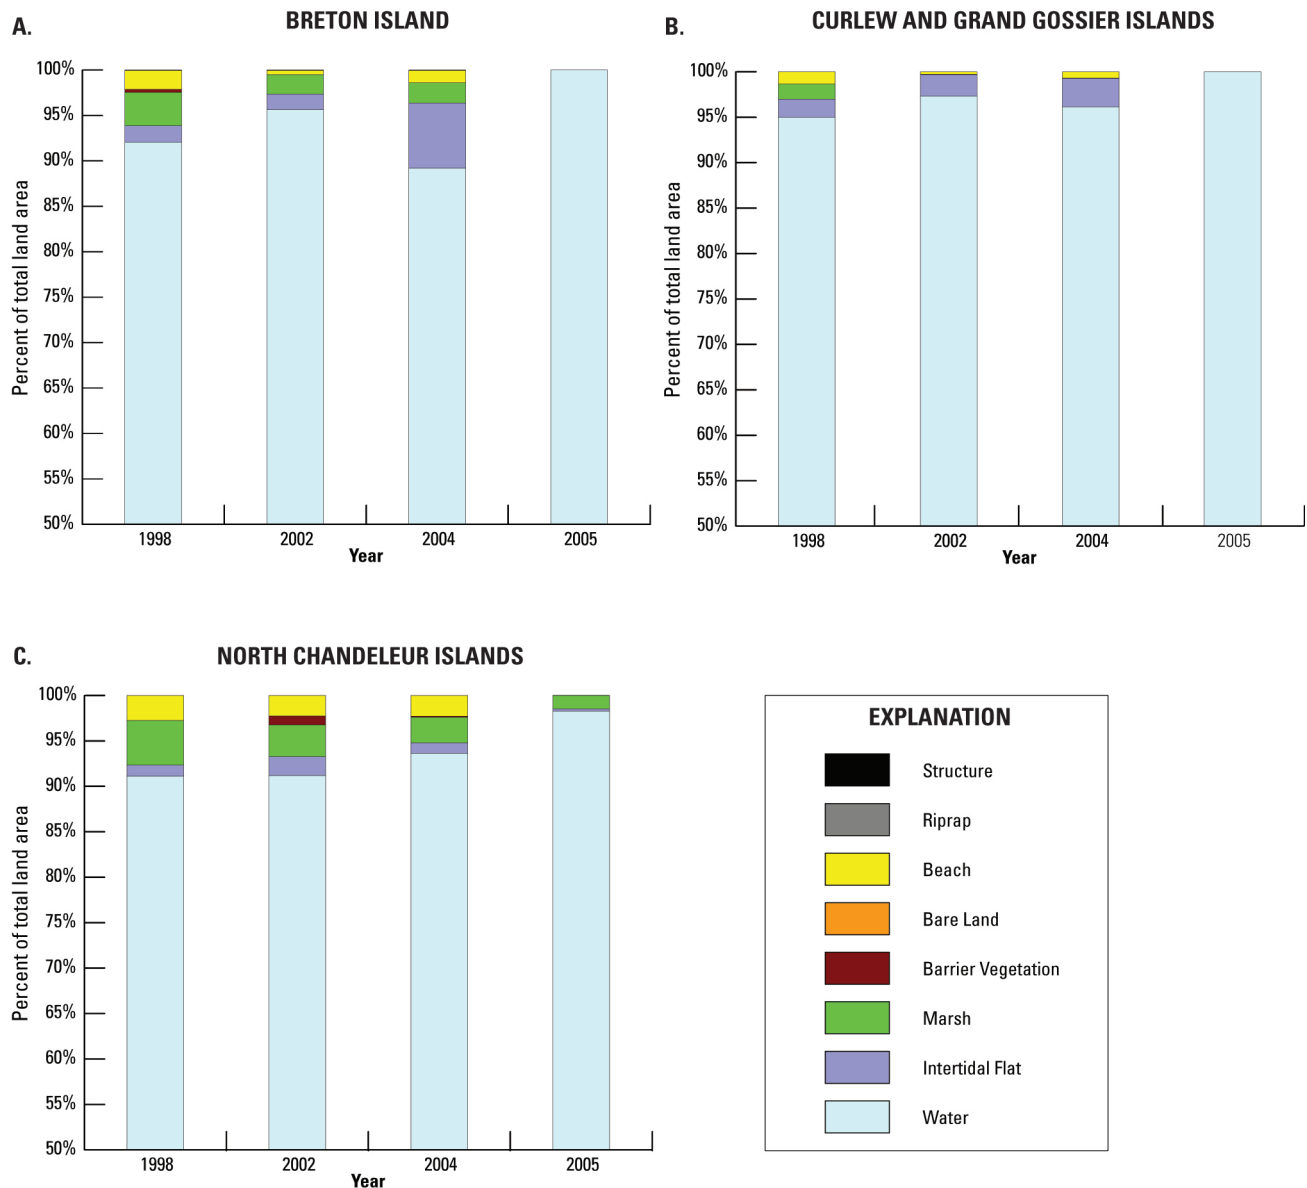 A.
BRETON ISLAND
Percent of total land area
100%
95%
90%
85%
80%
75%
70%
65%
60%
55%
50%
1998
2002
2004
2005
Year
B.
CURLEW AND GRAND GOSSIER ISLANDS
Percent of total land area
100%
95%
90%
85%
80%
75%
70%
65%
60%
55%
50%
1998
2002
2004
2005
Year
C.
NORTH CHANDELEUR ISLANDS
Percent of total land area
100%
95%
90%
85%
80%
75%
70%
65%
60%
55%
50%
1998
2002
2004
2005
Year
EXPLANATION
Structure
Riprap
Beach
Bare Land
Barrier Vegetation
Marsh
Intertidal Flat
Water